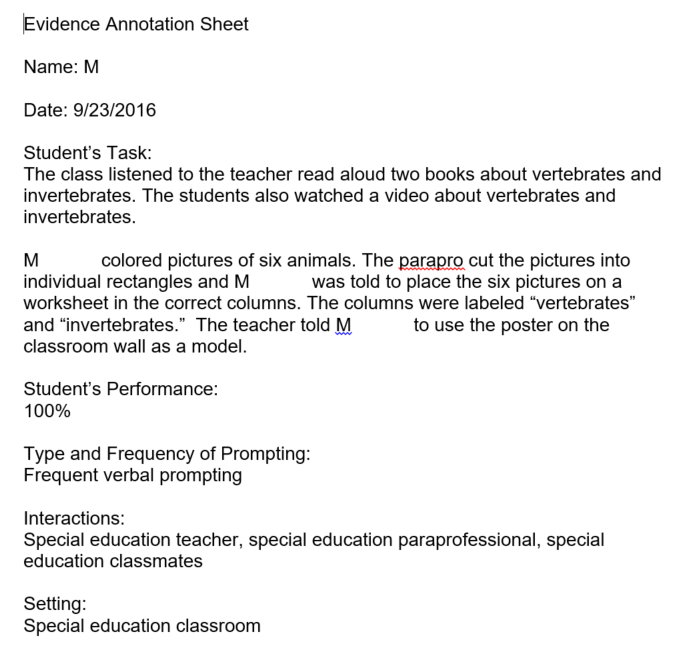 Evidence Annotation Sheet
Name: M
Date: 9/23/2016
Student’s Task:
The class listened to the teacher read aloud two books about vertebrates and
invertebrates. The students also watched a video about vertebrates and
invertebrates.
M colored pictures of six animals. The parapro cut the pictures into
individual rectangles and M was told to place the six pictures on a
worksheet in the correct columns. The columns were labeled “vertebrates”
and “invertebrates.” The teacher told M to use the poster on the
classroom wall as a model.
Student’s Performance:
100%
Type and Frequency of Prompting:
Frequent verbal prompting
Interactions:
Special education teacher, special education paraprofessional, special
education classmates
Setting:
Special education classroom